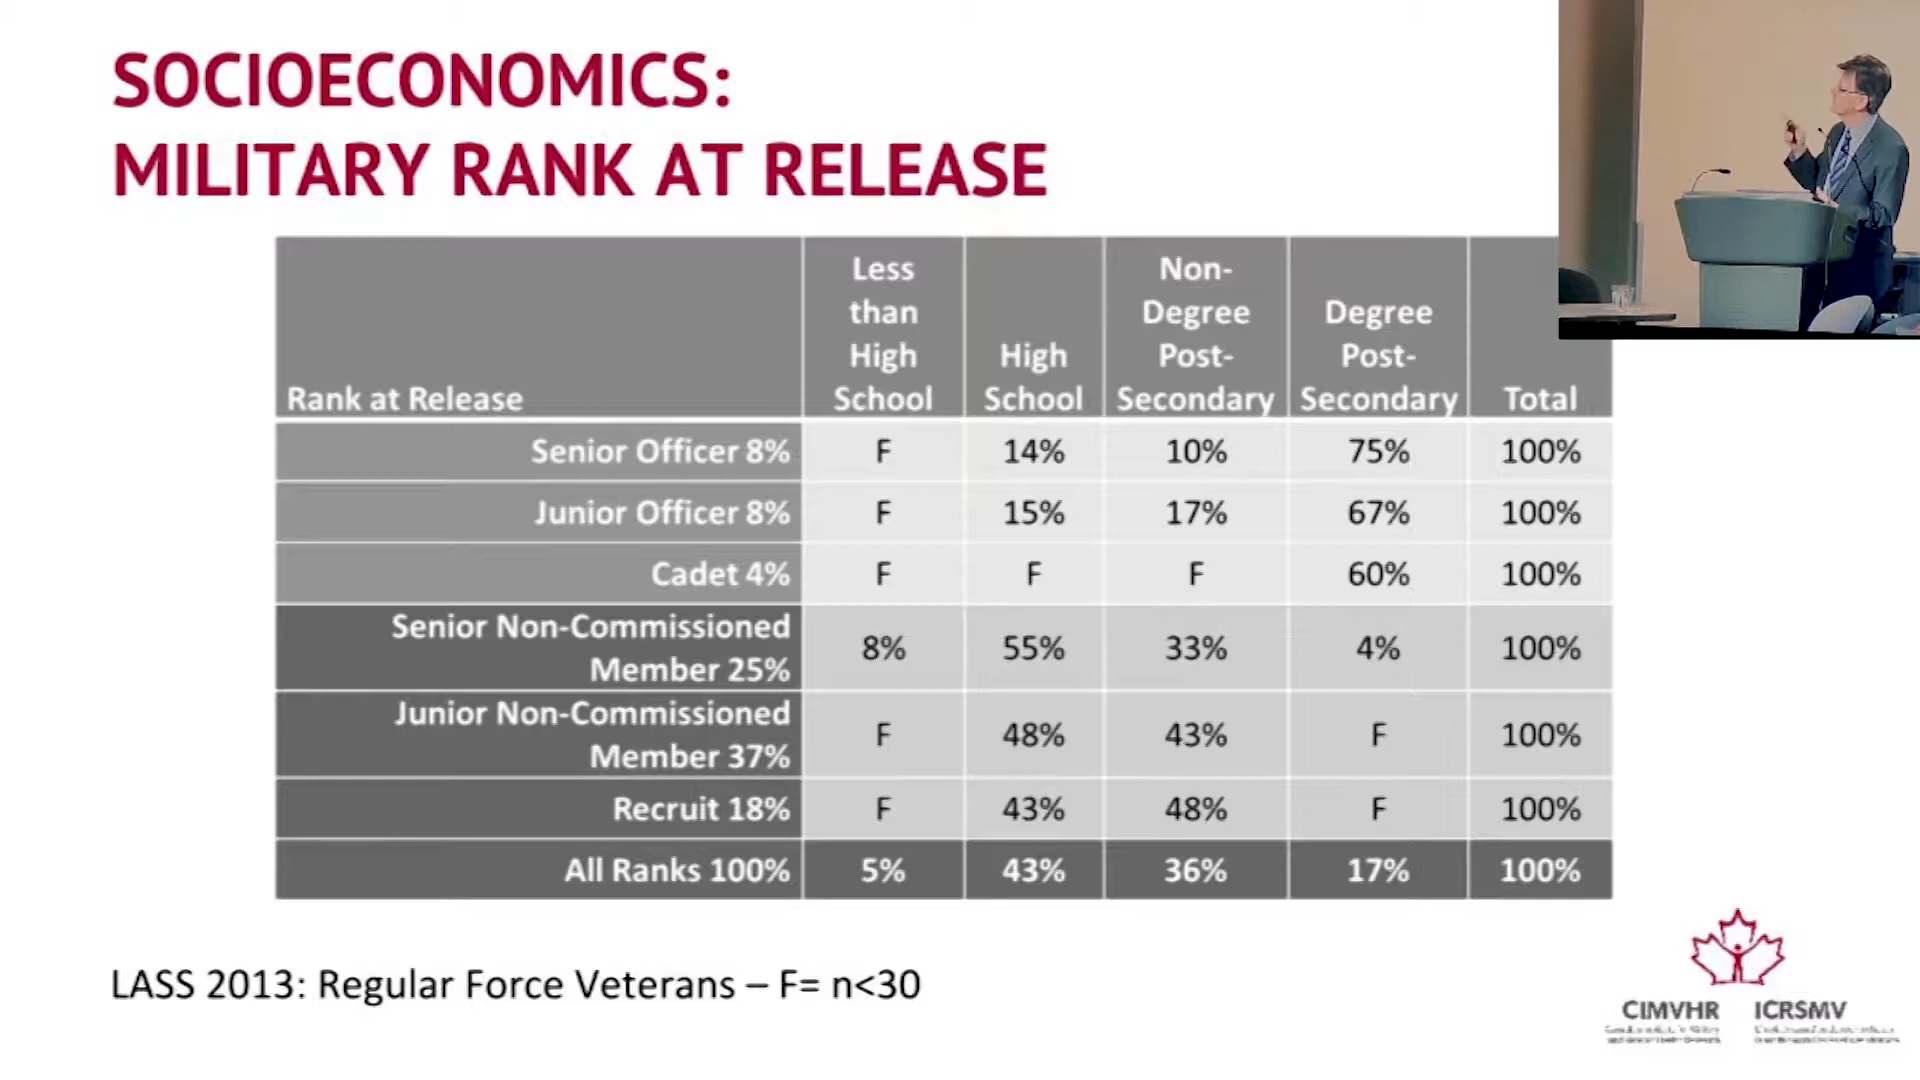 SOCIOECONOMICS:
MILITARY RANK AT RELEASE
Rank at Release
Less than High School
High School
Non-Degree Post-Secondary
Degree Post-Secondary
Total
Senior Officer 8% F 14% 10% 75% 100%
Junior Officer 8% F 15% 17% 67% 100%
Cadet 4% F F F 60% 100%
Senior Non-Commissioned
Member 25% 8% 55% 33% 4% 100%
Junior Non-Commissioned
Member 37% F 48% 43% F 100%
Recruit 18% F 43% 48% F 100%
All Ranks 100% 5% 43% 36% 17% 100%
LASS 2013: Regular Force Veterans – F= n<30
CIMVHR ICRSMV